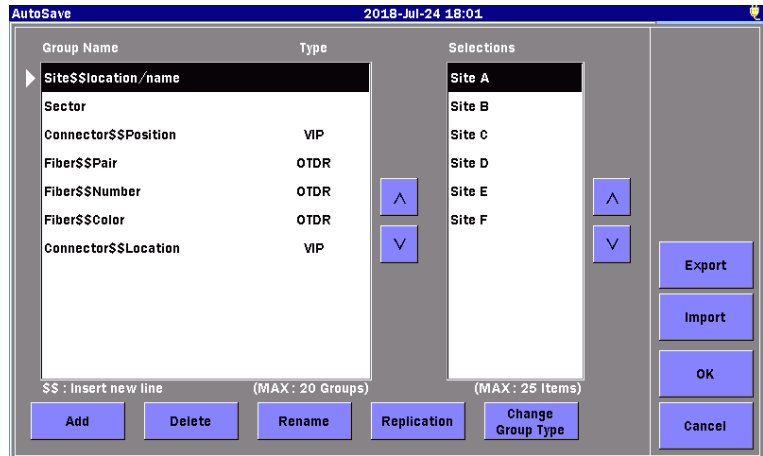 AutoSave 2018-Jul-24 18:01
Group Name Type Selections
Site$$location/name
Sector
Connector$$Position VIP
Fiber$$Pair OTDR
Fiber$$Number OTDR
Fiber$$Color OTDR
Connector$$Location VIP
Site A
Site B
Site C
Site D
Site E
Site F
$$ : Insert new line (MAX : 20 Groups) (MAX : 25 Items)
Add Delete Rename Replication Change Group Type
Export
Import
OK
Cancel